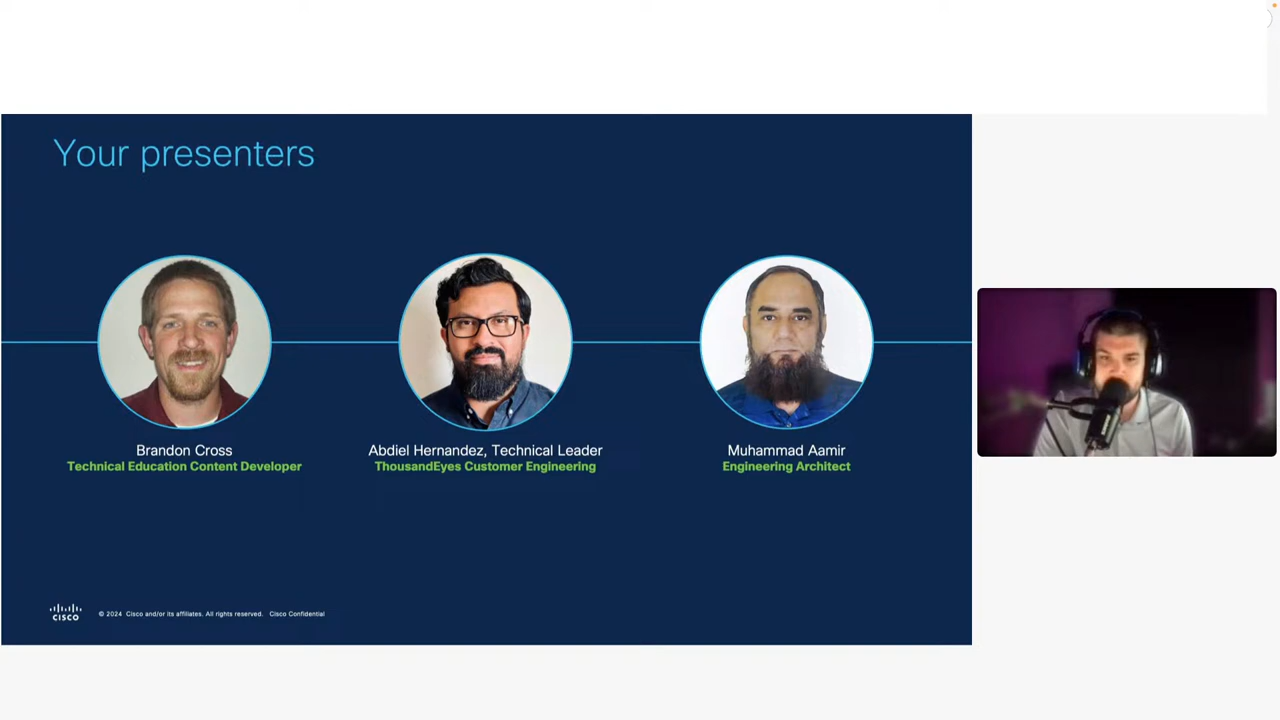 Your presenters
Brandon Cross
Technical Education Content Developer
Abdiel Hernandez, Technical Leader
ThousandEyes Customer Engineering
Muhammad Aamir
Engineering Architect
CISCO
© 2024 Cisco and/or its affiliates. All rights reserved. Cisco Confidential